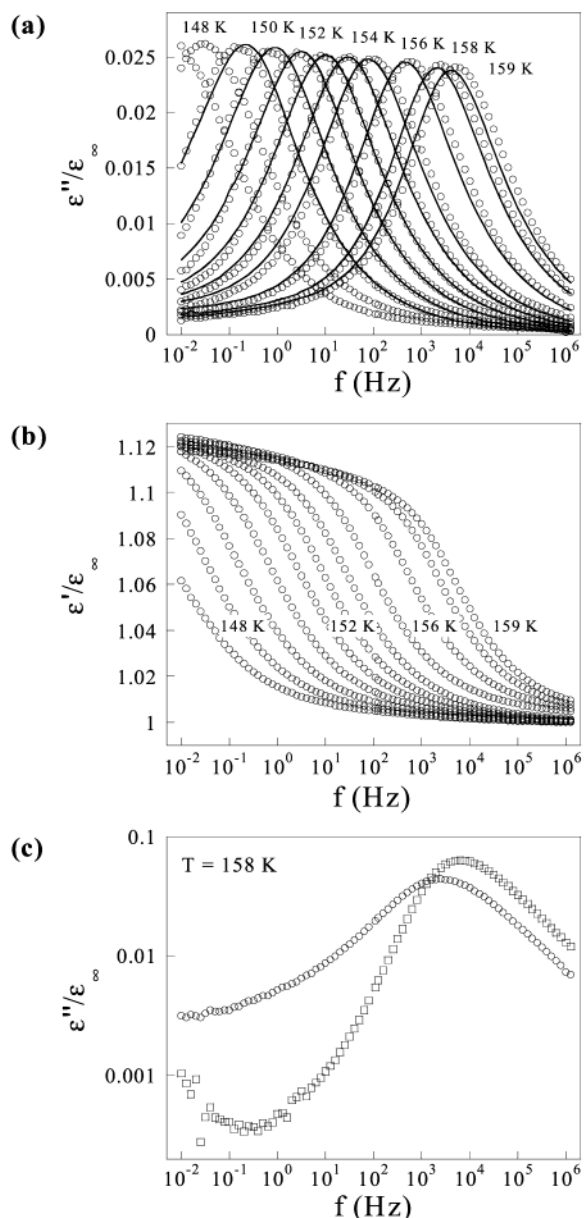 (a)
148 K 150 K 152 K 154 K 156 K 158 K
159 K
0.025
0.02
0.015
0.01
0.005
0
ε''/ε∞
10⁻² 10⁻¹ 10⁰ 10¹ 10² 10³ 10⁴ 10⁵ 10⁶
f (Hz)
(b)
1.12
1.1
1.08
1.06
1.04
1.02
1
ε'/ε∞
148 K 152 K 156 K 159 K
10⁻² 10⁻¹ 10⁰ 10¹ 10² 10³ 10⁴ 10⁵ 10⁶
f (Hz)
(c)
T = 158 K
0.1
0.01
0.001
ε''/ε∞
10⁻² 10⁻¹ 10⁰ 10¹ 10² 10³ 10⁴ 10⁵ 10⁶
f (Hz)